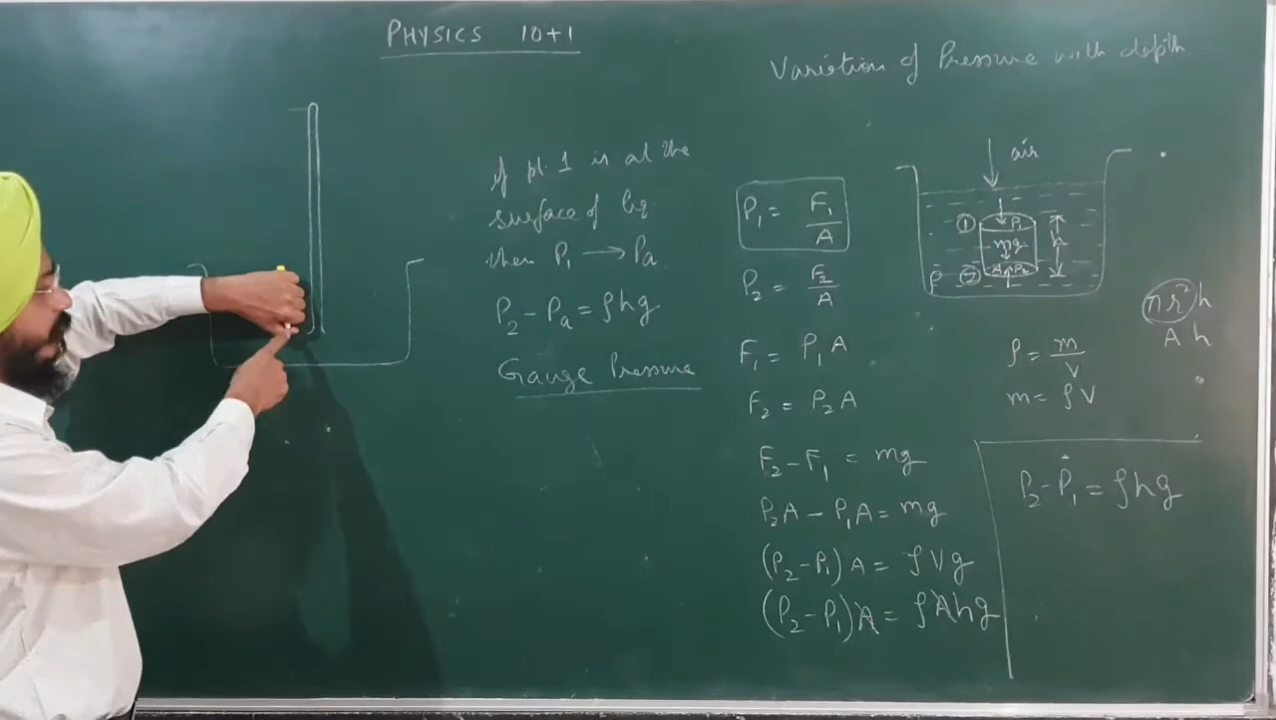 PHYSICS 10+1
Variation of Pressure with depth
if pt. 1 is at the
surface of liq
then P₁ → Pa
P₂ - Pa = ρhg
Gauge Pressure
P₁ = F₁/A
P₂ = F₂/A
F₁ = P₁A
F₂ = P₂A
F₂ - F₁ = mg
P₂A - P₁A = mg
(P₂-P₁)A = ρVg
(P₂-P₁)A = ρAhg
air
① P₁
mg h
ρ ② A P₂
πr²h
Ah
ρ = m/V
m = ρV
P₂ - P₁ = ρhg